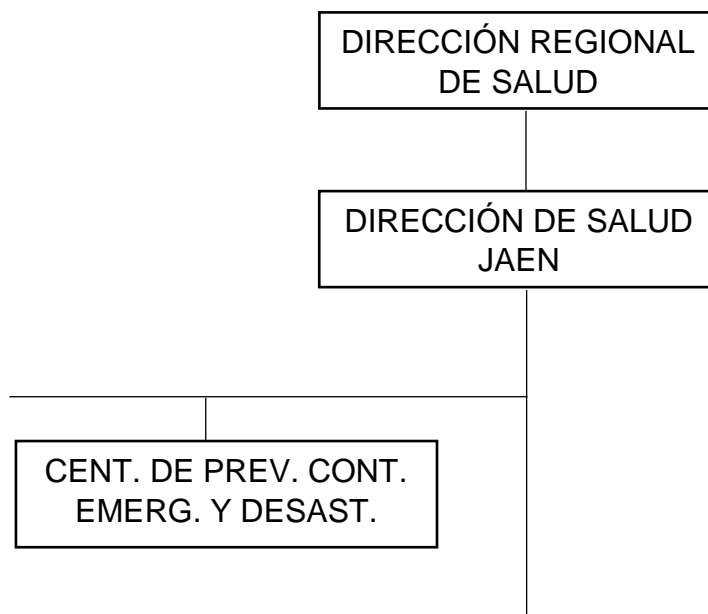 DIRECCIÓN REGIONAL
DE SALUD
DIRECCIÓN DE SALUD
JAEN
CENT. DE PREV. CONT.
EMERG. Y DESAST.